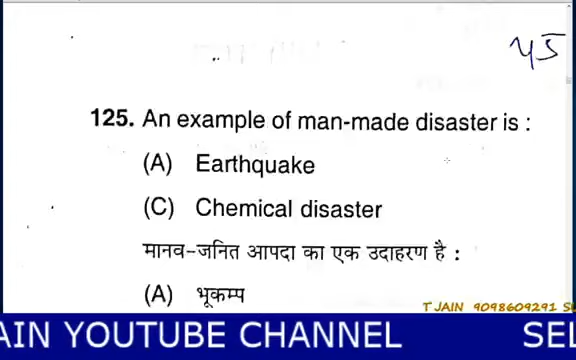 45
125. An example of man-made disaster is :
(A) Earthquake
(C) Chemical disaster
मानव-जनित आपदा का एक उदाहरण है :
(A) भूकम्प
T JAIN 9098609291 SU
AIN YOUTUBE CHANNEL SEL